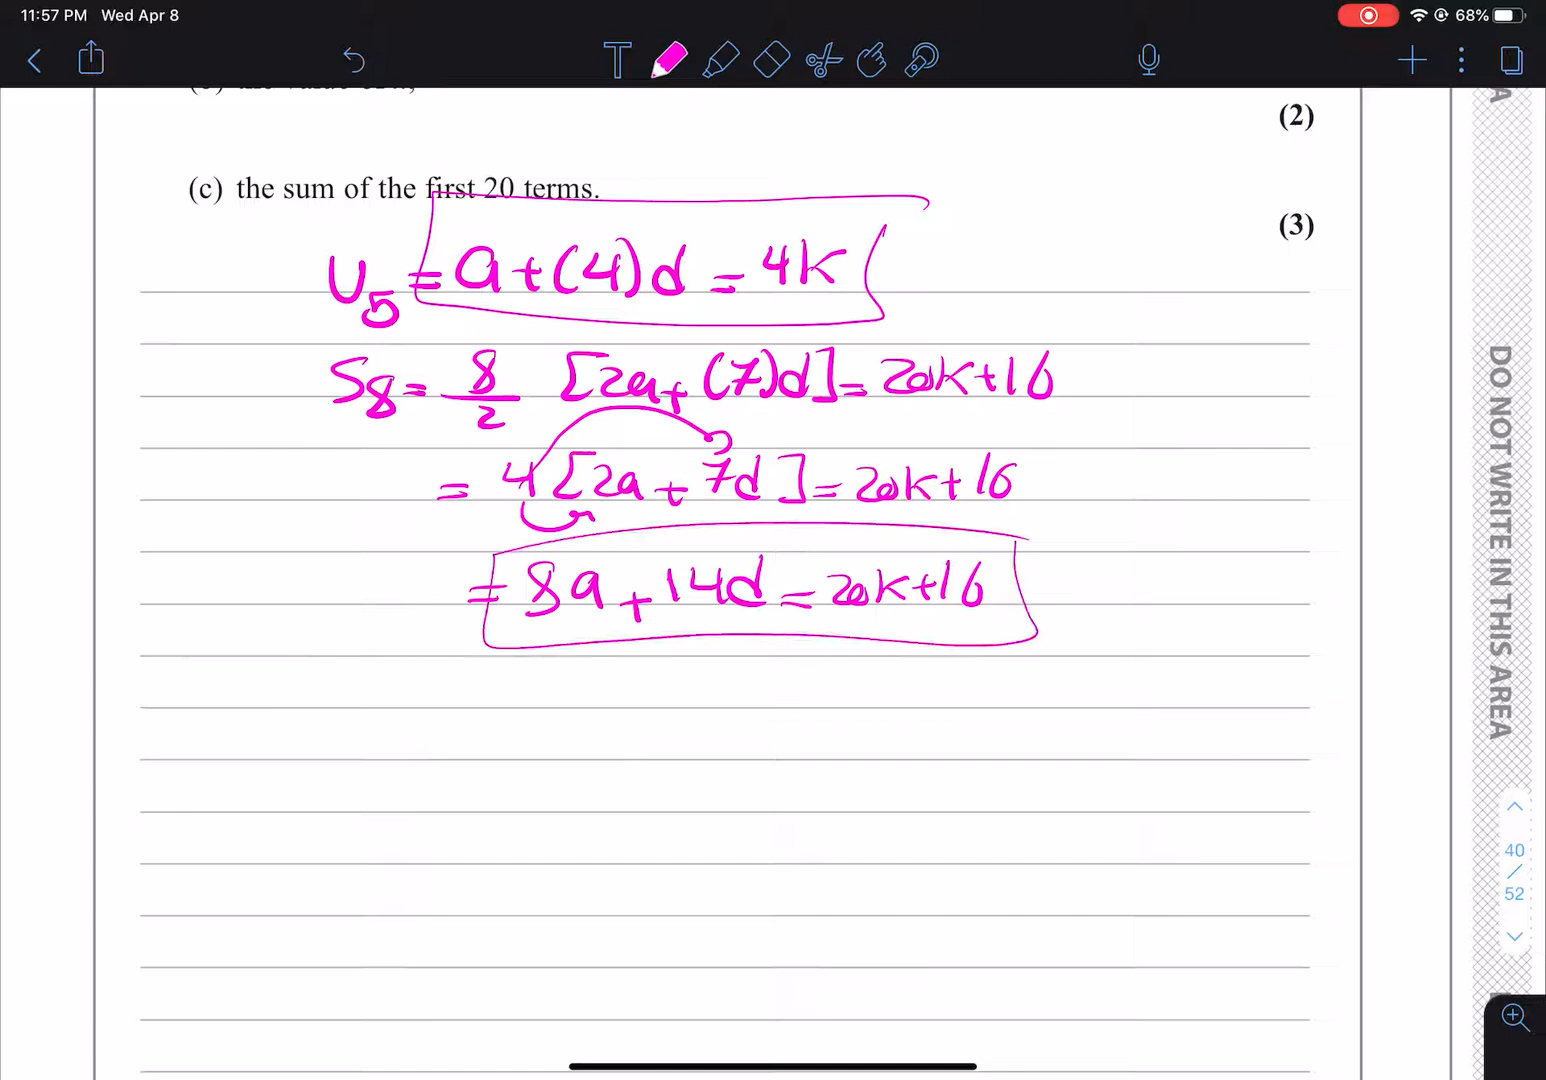 11:57 PM Wed Apr 8
68%
(2)
(c) the sum of the first 20 terms.
(3)
U5 = a + (4)d = 4k
S8 = 8/2 [2a + (7)d] = 20k + 16
= 4[2a + 7d] = 20k + 16
= 8a + 14d = 20k + 16
DO NOT WRITE IN THIS AREA
40
/
52